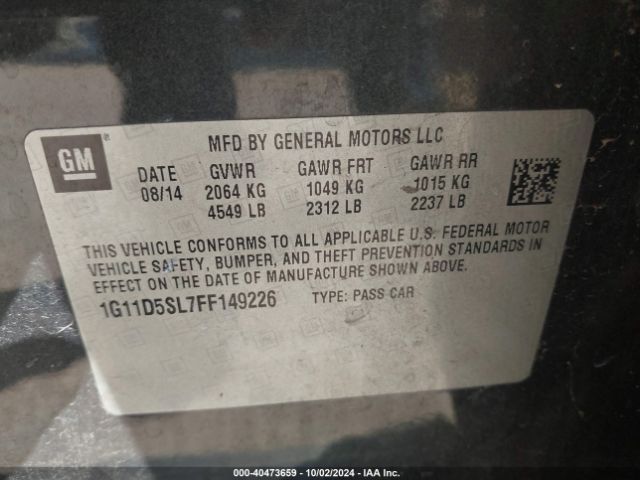 GM
MFD BY GENERAL MOTORS LLC
DATE GVWR GAWR FRT GAWR RR
08/14 2064 KG 1049 KG 1015 KG
4549 LB 2312 LB 2237 LB
THIS VEHICLE CONFORMS TO ALL APPLICABLE U.S. FEDERAL MOTOR
VEHICLE SAFETY, BUMPER, AND THEFT PREVENTION STANDARDS IN
EFFECT ON THE DATE OF MANUFACTURE SHOWN ABOVE.
1G11D5SL7FF149226 TYPE: PASS CAR
000-40473659 • 10/02/2024 • IAA Inc.